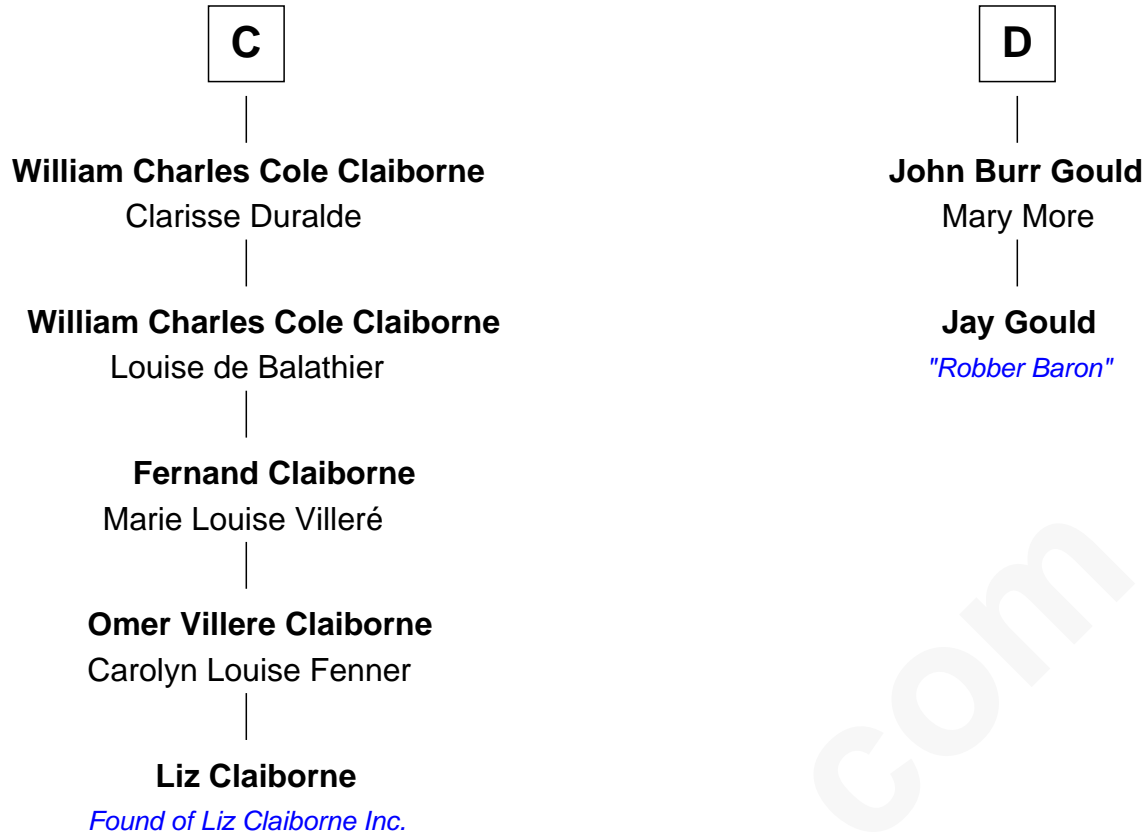 C
William Charles Cole Claiborne
Clarisse Duralde
William Charles Cole Claiborne
Louise de Balathier
Fernand Claiborne
Marie Louise Villeré
Omer Villere Claiborne
Carolyn Louise Fenner
Liz Claiborne
Found of Liz Claiborne Inc.
D
John Burr Gould
Mary More
Jay Gould
"Robber Baron"
com